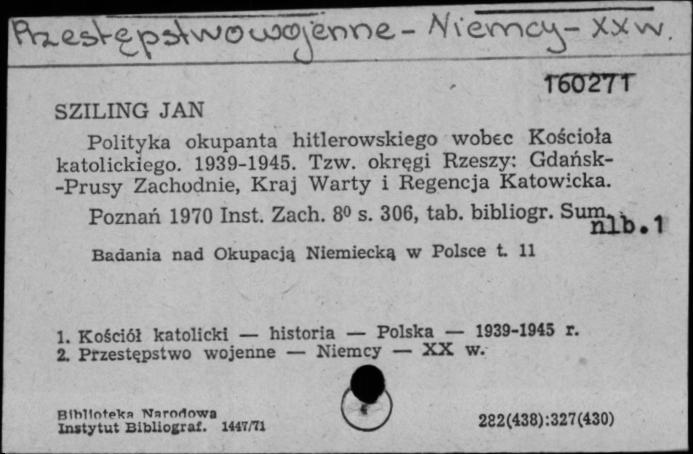 Przestępstwo wojenne - Niemcy - XX w.
160271
SZILING JAN
Polityka okupanta hitlerowskiego wobec Kościoła
katolickiego. 1939-1945. Tzw. okręgi Rzeszy: Gdańsk-
-Prusy Zachodnie, Kraj Warty i Regencja Katowicka.
Poznań 1970 Inst. Zach. 8⁰ s. 306, tab. bibliogr. Sum.
nlb.1
Badania nad Okupacją Niemiecką w Polsce t. 11
1. Kościół katolicki — historia — Polska — 1939-1945 r.
2. Przestępstwo wojenne — Niemcy — XX w.
Biblioteka Narodowa
Instytut Bibliograf. 1447/71
282(438):327(430)